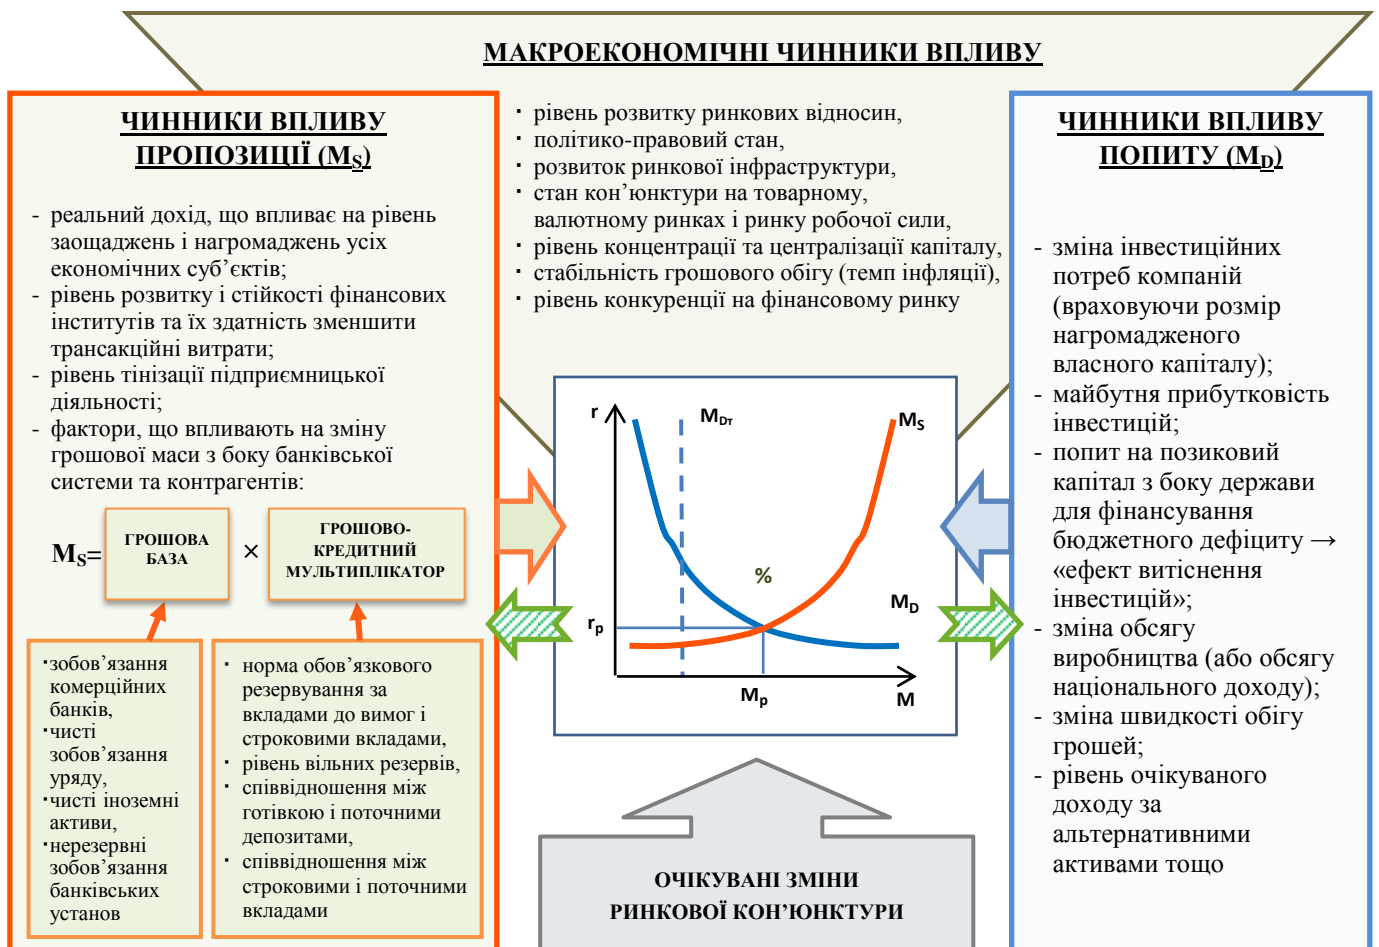 МАКРОЕКОНОМІЧНІ ЧИННИКИ ВПЛИВУ
· рівень розвитку ринкових відносин,
· політико-правовий стан,
· розвиток ринкової інфраструктури,
· стан кон’юнктури на товарному,
валютному ринках і ринку робочої сили,
· рівень концентрації та централізації капіталу,
· стабільність грошового обігу (темп інфляції),
· рівень конкуренції на фінансовому ринку
ЧИННИКИ ВПЛИВУ
ПРОПОЗИЦІЇ (MS)
- реальний дохід, що впливає на рівень
заощаджень і нагромаджень усіх
економічних суб’єктів;
- рівень розвитку і стійкості фінансових
інститутів та їх здатність зменшити
трансакційні витрати;
- рівень тінізації підприємницької
діяльності;
- фактори, що впливають на зміну
грошової маси з боку банківської
системи та контрагентів:
MS=
ГРОШОВА
БАЗА
×
ГРОШОВО-
КРЕДИТНИЙ
МУЛЬТИПЛІКАТОР
·зобов’язання
комерційних
банків,
·чисті
зобов’язання
уряду,
·чисті іноземні
активи,
·нерезервні
зобов’язання
банківських
установ
· норма обов’язкового
резервування за
вкладами до вимог і
строковими вкладами,
· рівень вільних резервів,
· співвідношення між
готівкою і поточними
депозитами,
· співвідношення між
строковими і поточними
вкладами
r
MDт
MS
%
MD
rp
Mp
M
ОЧІКУВАНІ ЗМІНИ
РИНКОВОЇ КОН’ЮНКТУРИ
ЧИННИКИ ВПЛИВУ
ПОПИТУ (MD)
- зміна інвестиційних
потреб компаній
(враховуючи розмір
нагромадженого
власного капіталу);
- майбутня прибутковість
інвестицій;
- попит на позиковий
капітал з боку держави
для фінансування
бюджетного дефіциту →
«ефект витіснення
інвестицій»;
- зміна обсягу
виробництва (або обсягу
національного доходу);
- зміна швидкості обігу
грошей;
- рівень очікуваного
доходу за
альтернативними
активами тощо